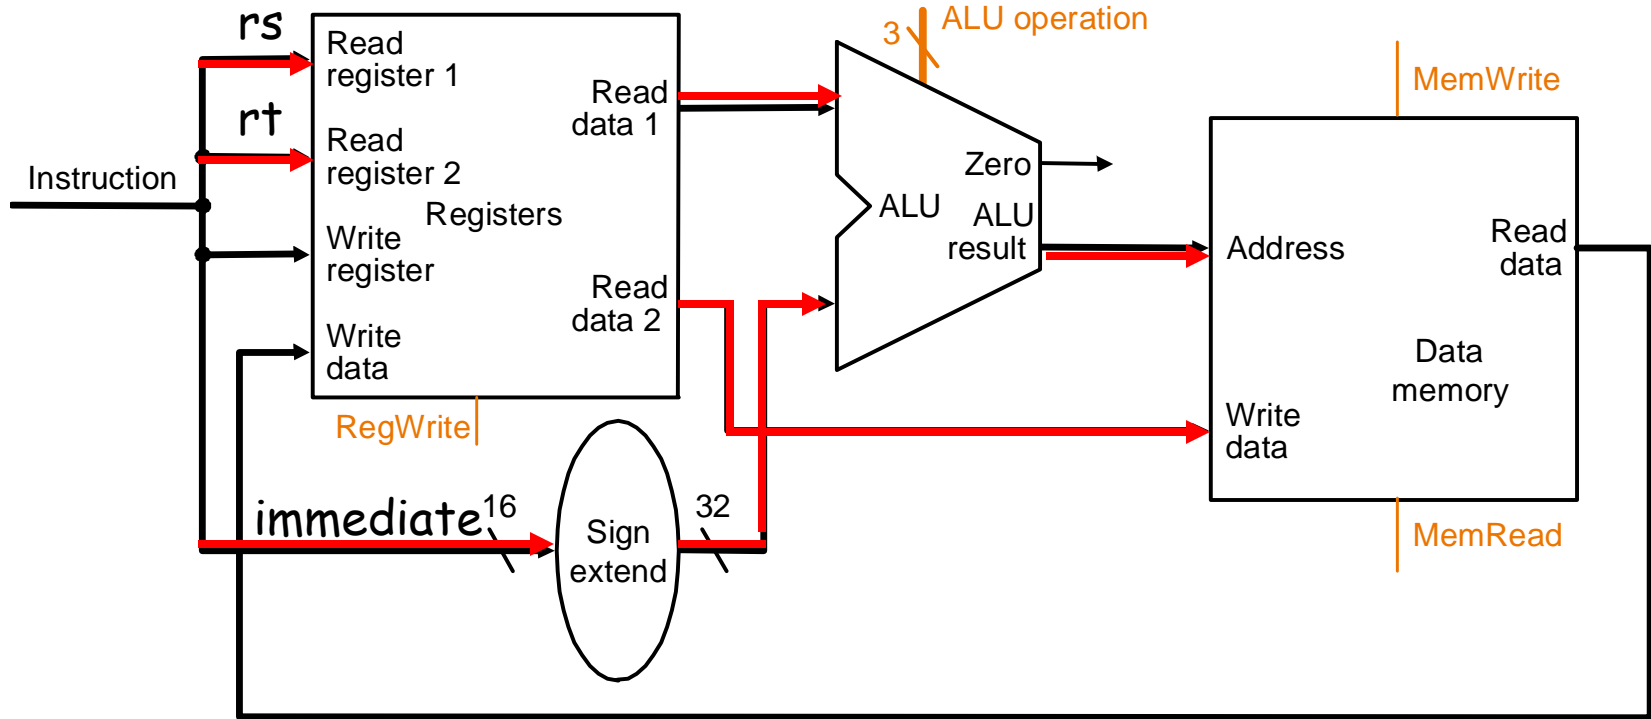 rs
Read
register 1
rt
Read
register 2
Instruction
Registers
Write
register
Write
data
Read
data 1
Read
data 2
RegWrite
immediate
16
Sign
extend
32
3
ALU operation
Zero
ALU
ALU
result
MemWrite
Address
Read
data
Data
memory
Write
data
MemRead